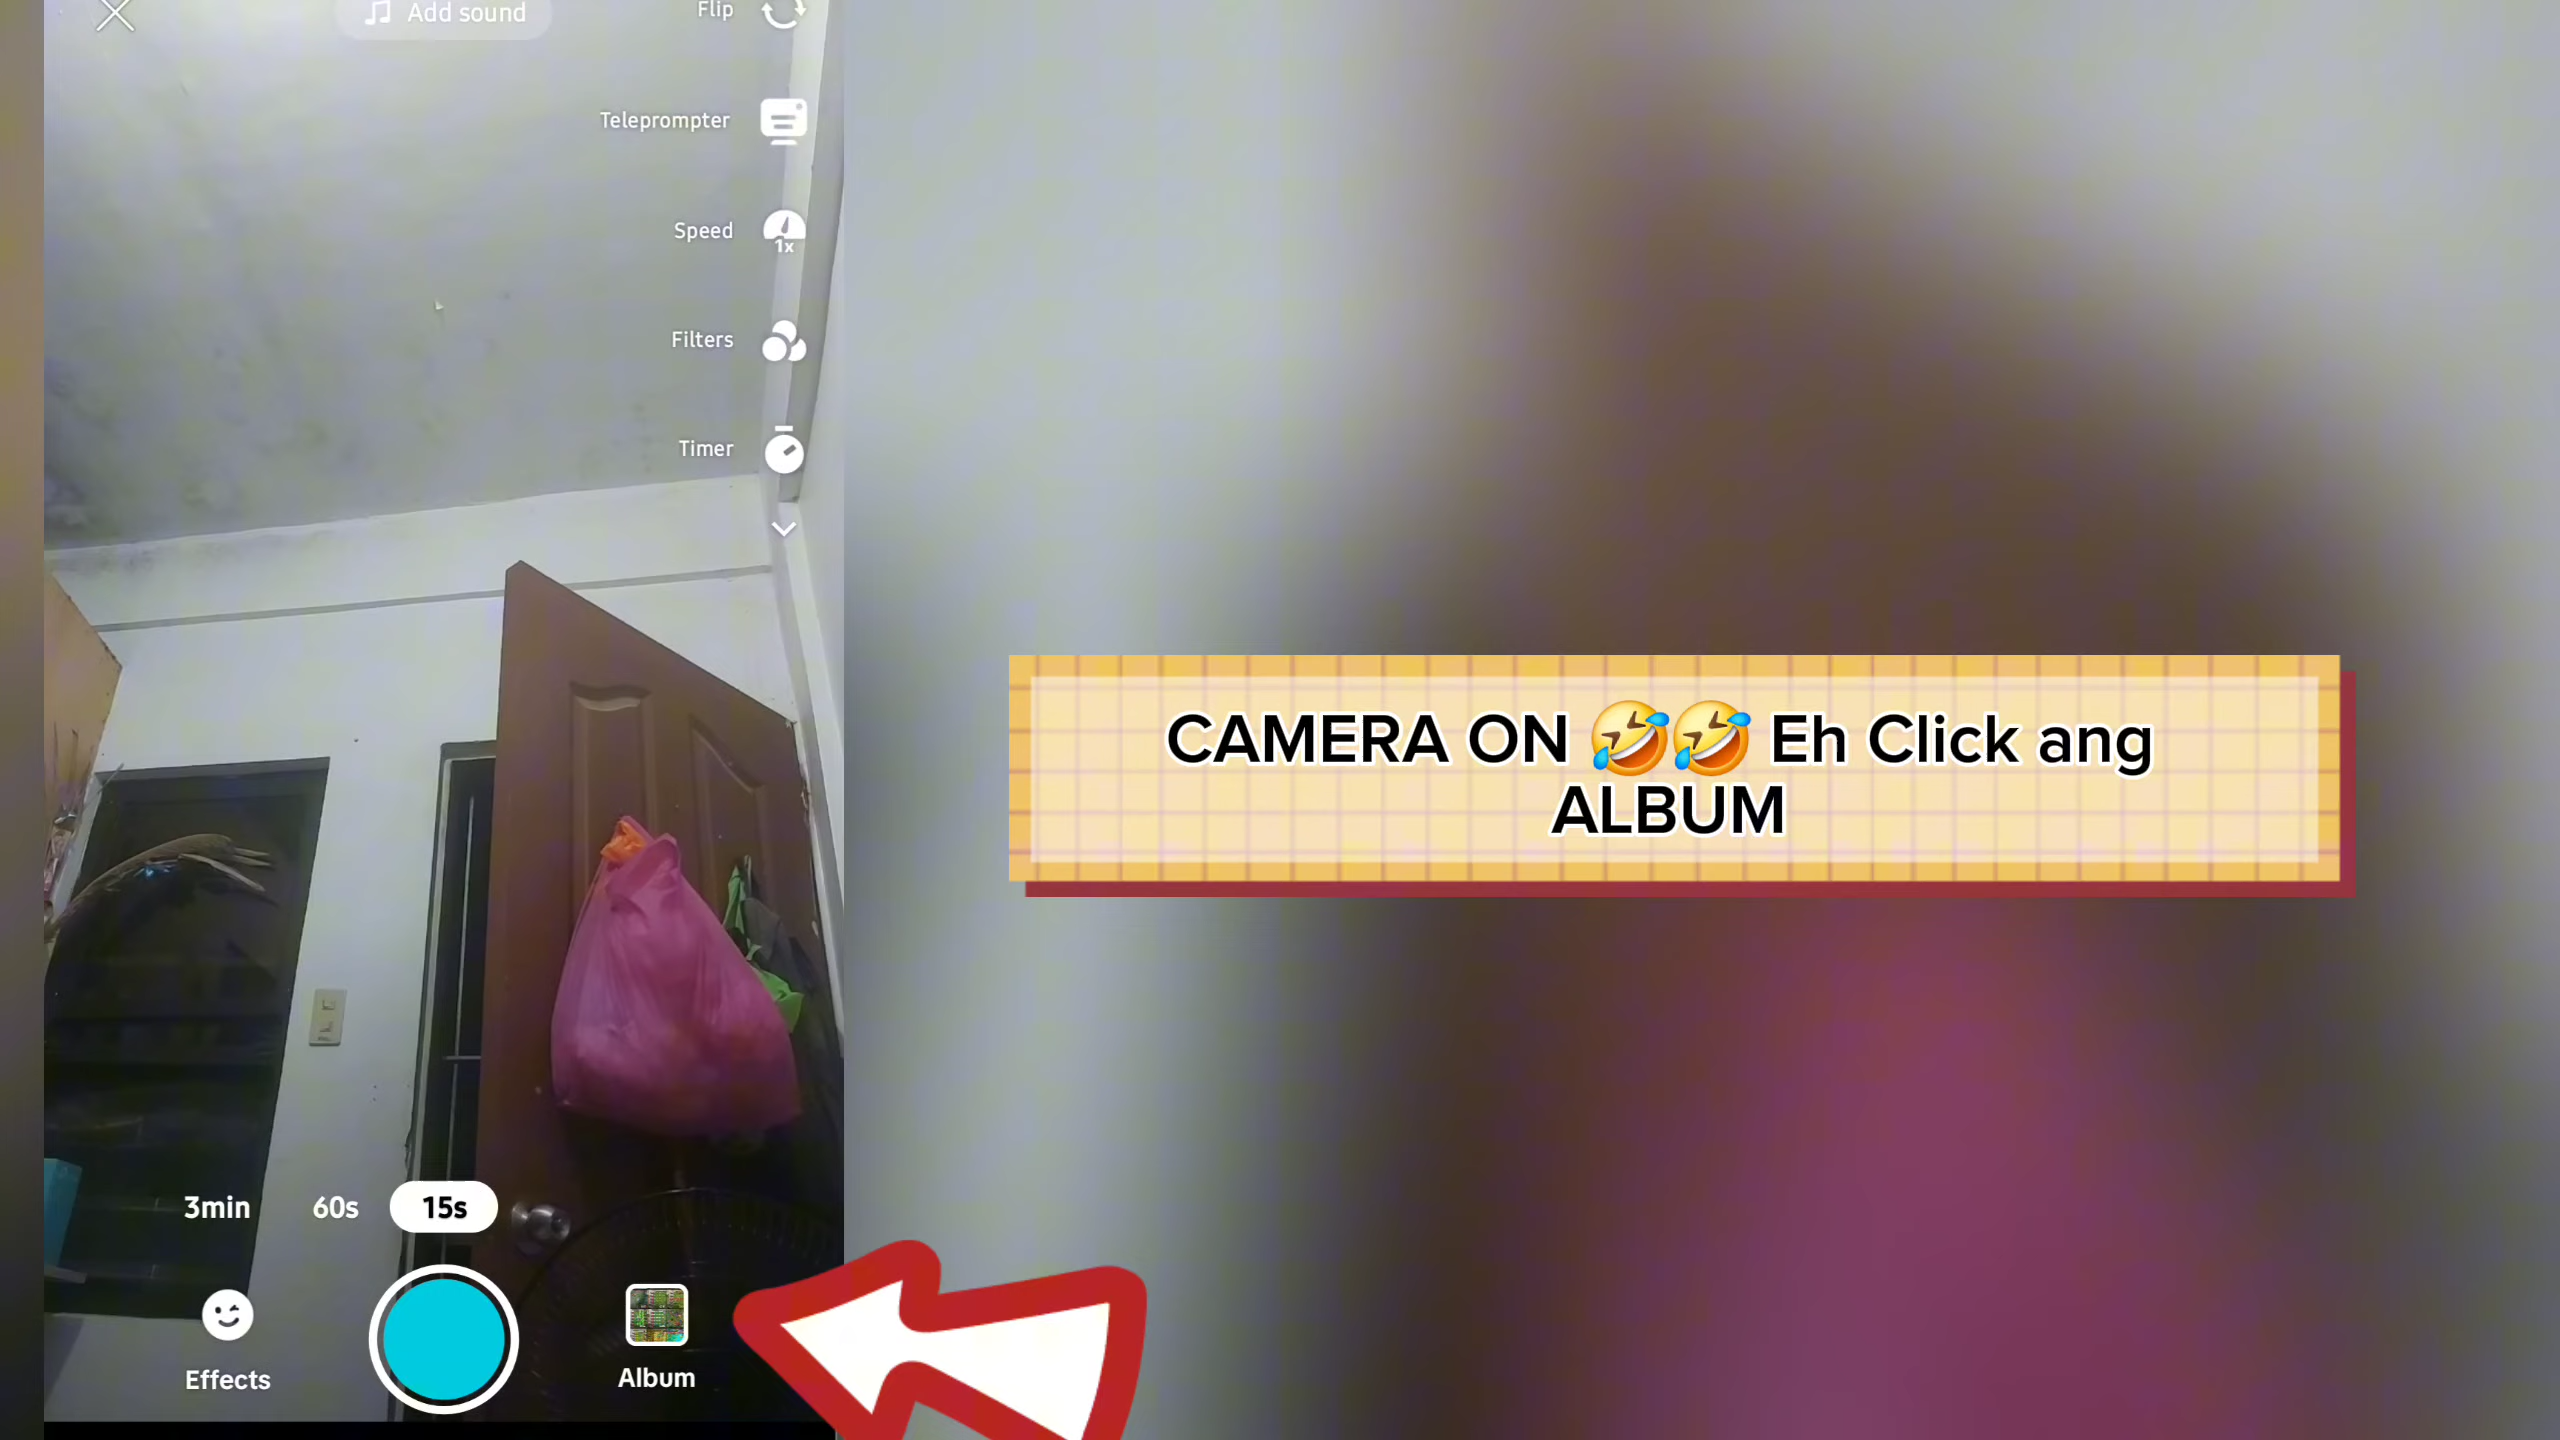 Add sound
Flip
Teleprompter
Speed
1x
Filters
Timer
CAMERA ON 🤣🤣 Eh Click ang
ALBUM
3min 60s 15s
Effects
Album